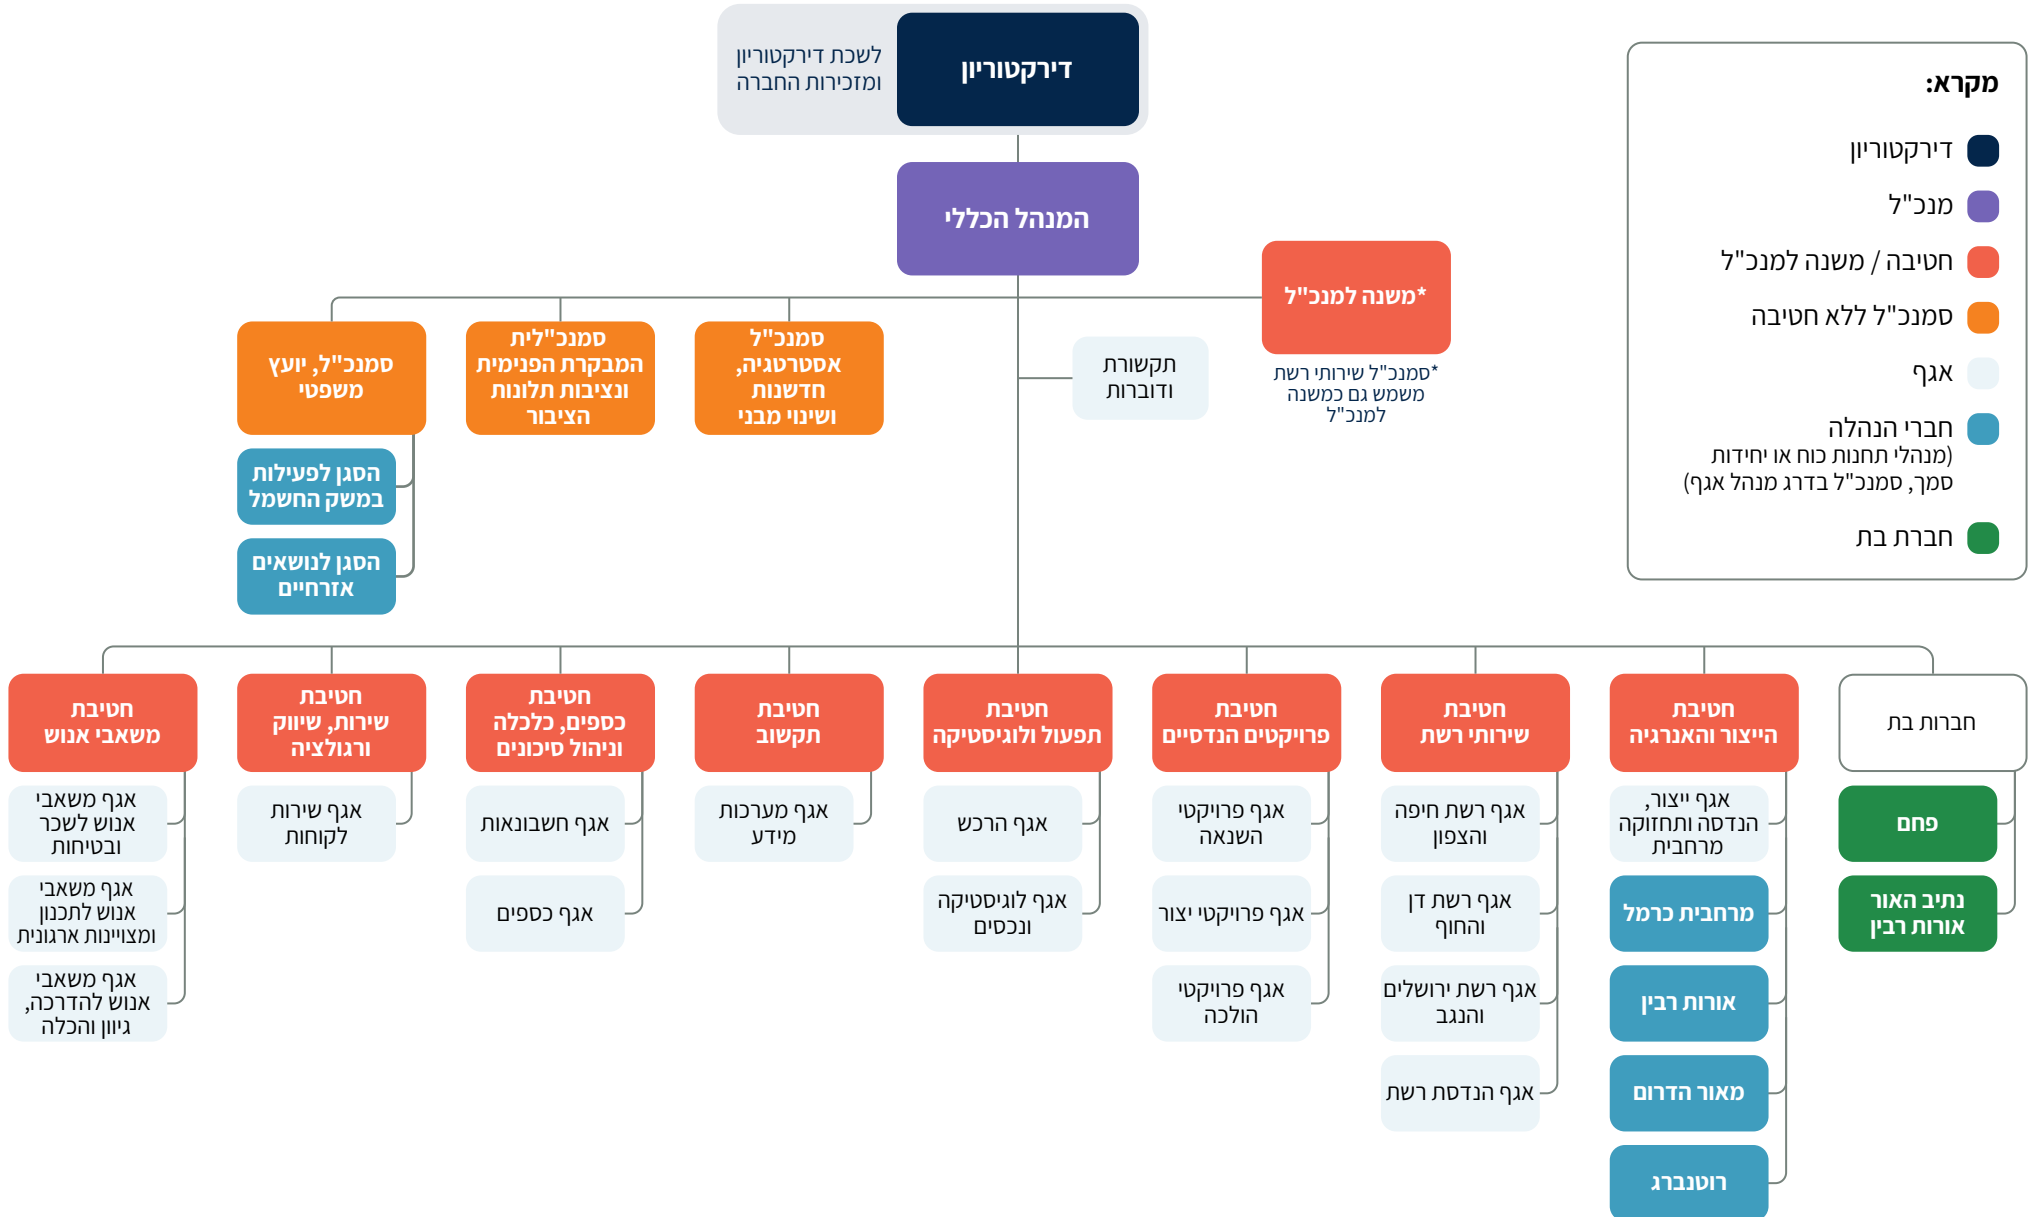 מקרא:
דירקטוריון
מנכ"ל
חטיבה / משנה למנכ"ל
סמנכ"ל ללא חטיבה
אגף
חברי הנהלה
(מנהלי תחנות כוח או יחידות
סמך, סמנכ"ל בדרג מנהל אגף)
חברת בת
דירקטוריון
לשכת דירקטוריון
ומזכירות החברה
המנהל הכללי
*משנה למנכ"ל
*סמנכ"ל שירותי רשת
משמש גם כמשנה
למנכ"ל
תקשורת
ודוברות
סמנכ"ל
אסטרטגיה,
חדשנות
ושינוי מבני
סמנכ"לית
המבקרת הפנימית
ונציבות תלונות
הציבור
סמנכ"ל, יועץ
משפטי
הסגן לפעילות
במשק החשמל
הסגן לנושאים
אזרחיים
חברות בת
פחם
נתיב האור
אורות רבין
חטיבת
הייצור והאנרגיה
אגף ייצור,
הנדסה ותחזוקה
מרחבית
מרחבית כרמל
אורות רבין
מאור הדרום
רוטנברג
חטיבת
שירותי רשת
אגף רשת חיפה
והצפון
אגף רשת דן
והחוף
אגף רשת ירושלים
והנגב
אגף הנדסת רשת
חטיבת
פרויקטים הנדסיים
אגף פרויקטי
השנאה
אגף פרויקטי יצור
אגף פרויקטי
הולכה
חטיבת
תפעול ולוגיסטיקה
אגף הרכש
אגף לוגיסטיקה
ונכסים
חטיבת
תקשוב
אגף מערכות
מידע
חטיבת
כספים, כלכלה
וניהול סיכונים
אגף חשבונאות
אגף כספים
חטיבת
שירות, שיווק
ורגולציה
אגף שירות
לקוחות
חטיבת
משאבי אנוש
אגף משאבי
אנוש לשכר
ובטיחות
אגף משאבי
אנוש לתכנון
ומצויינות ארגונית
אגף משאבי
אנוש להדרכה,
גיוון והכלה